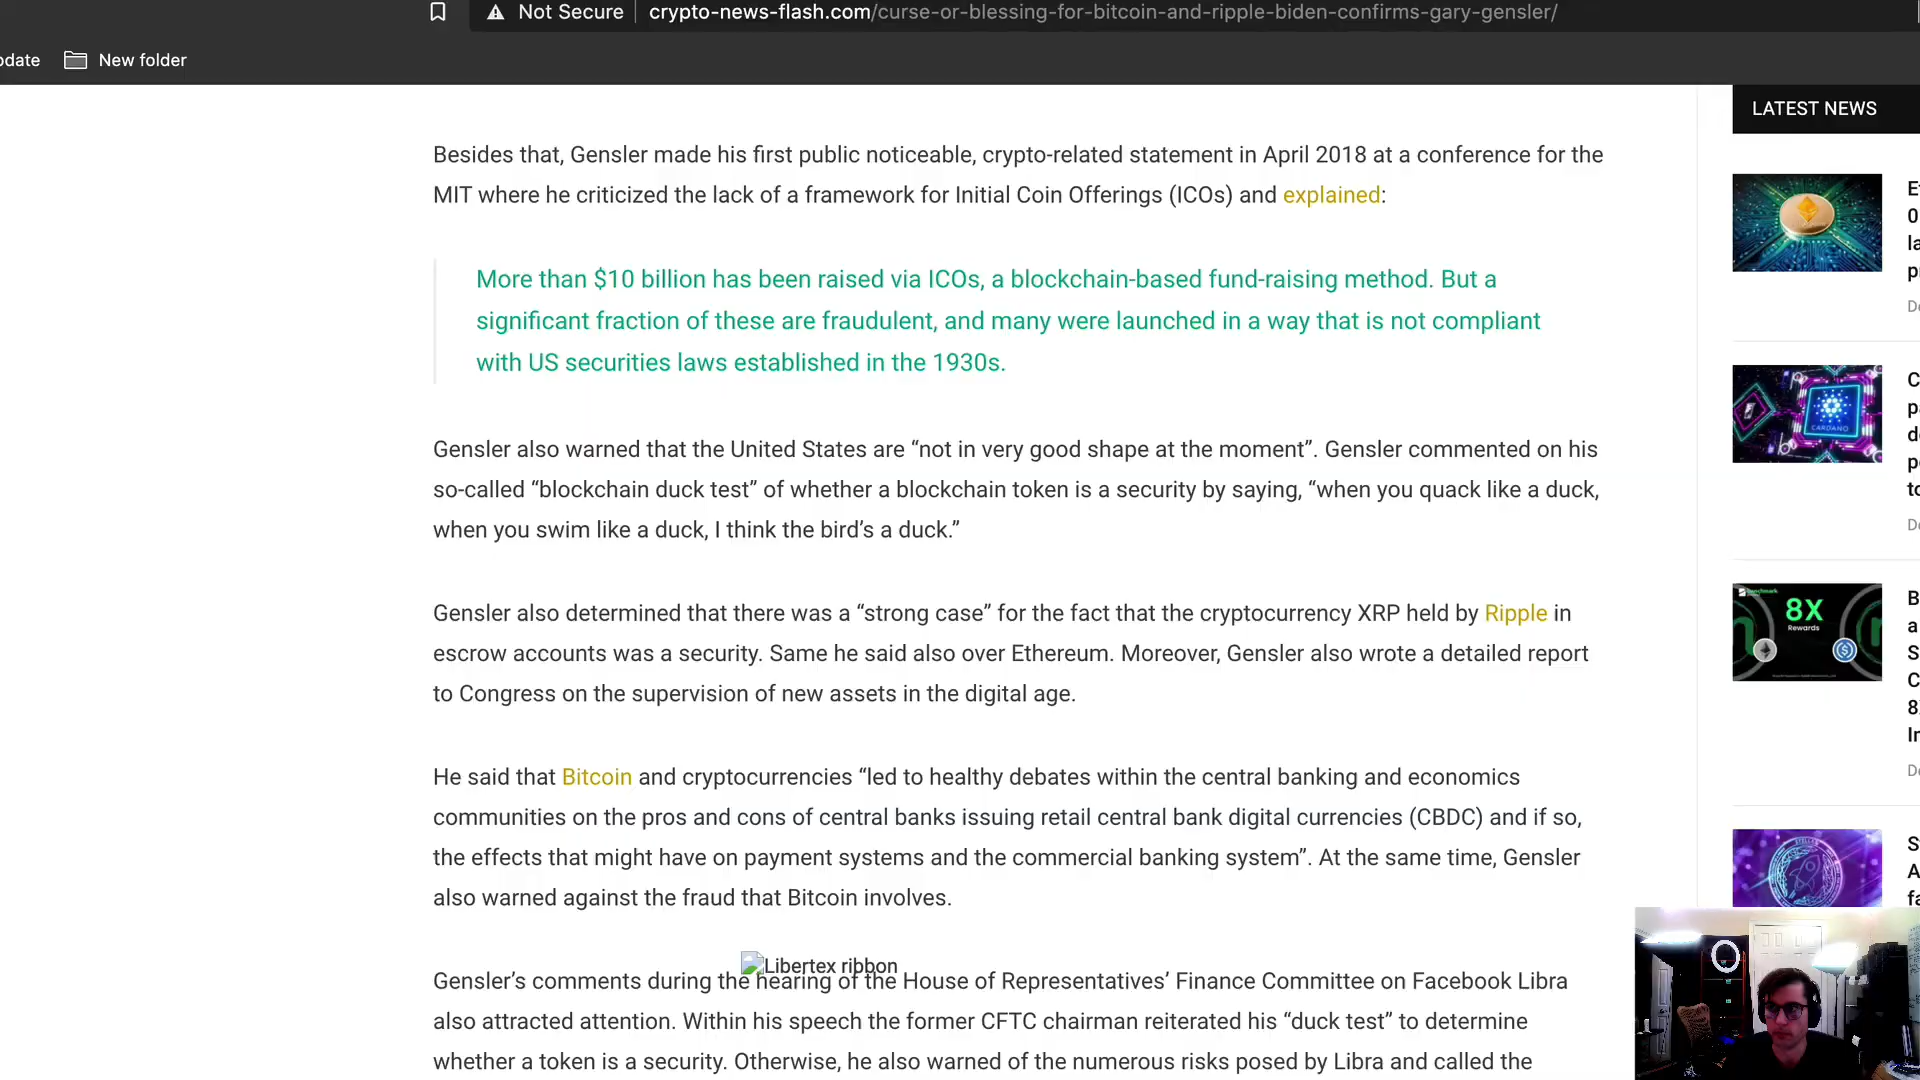 Not Secure
crypto-news-flash.com/curse-or-blessing-for-bitcoin-and-ripple-biden-confirms-gary-gensler/
New folder
LATEST NEWS
Besides that, Gensler made his first public noticeable, crypto-related statement in April 2018 at a conference for the
MIT where he criticized the lack of a framework for Initial Coin Offerings (ICOs) and explained:
More than $10 billion has been raised via ICOs, a blockchain-based fund-raising method. But a
significant fraction of these are fraudulent, and many were launched in a way that is not compliant
with US securities laws established in the 1930s.
Gensler also warned that the United States are “not in very good shape at the moment”. Gensler commented on his
so-called “blockchain duck test” of whether a blockchain token is a security by saying, “when you quack like a duck,
when you swim like a duck, I think the bird’s a duck.”
Gensler also determined that there was a “strong case” for the fact that the cryptocurrency XRP held by Ripple in
escrow accounts was a security. Same he said also over Ethereum. Moreover, Gensler also wrote a detailed report
to Congress on the supervision of new assets in the digital age.
He said that Bitcoin and cryptocurrencies “led to healthy debates within the central banking and economics
communities on the pros and cons of central banks issuing retail central bank digital currencies (CBDC) and if so,
the effects that might have on payment systems and the commercial banking system”. At the same time, Gensler
also warned against the fraud that Bitcoin involves.
Libertex ribbon
Gensler’s comments during the hearing of the House of Representatives’ Finance Committee on Facebook Libra
also attracted attention. Within his speech the former CFTC chairman reiterated his “duck test” to determine
whether a token is a security. Otherwise, he also warned of the numerous risks posed by Libra and called the
CARDANO
8X
Rewards